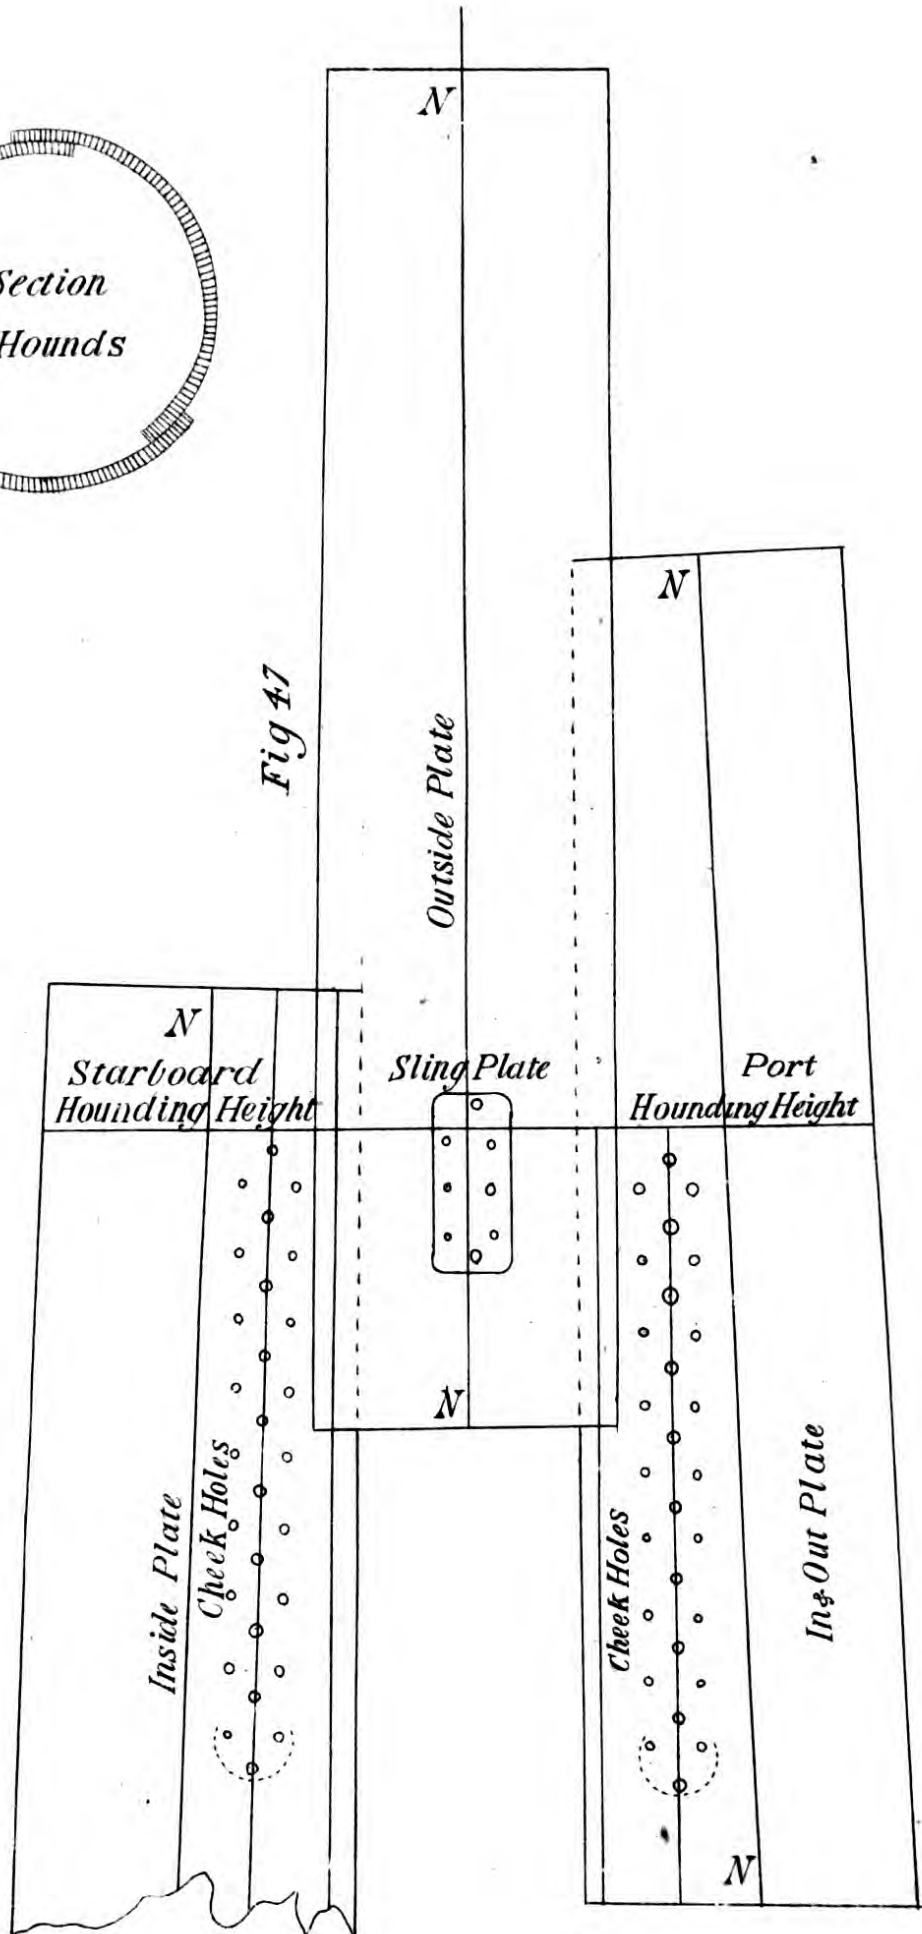 N
Section
Hounds
N
Fig 47
Outside Plate
N
Starboard
Hounding Height
Sling Plate
Port
Hounding Height
N
Inside Plate
Cheek Holes
Cheek Holes
In & Out Plate
N